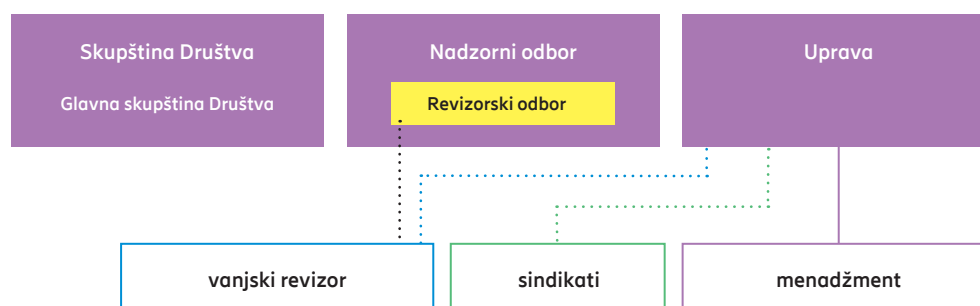 Skupština Društva
Glavna skupština Društva
Nadzorni odbor
Revizorski odbor
Uprava
vanjski revizor
sindikati
menadžment